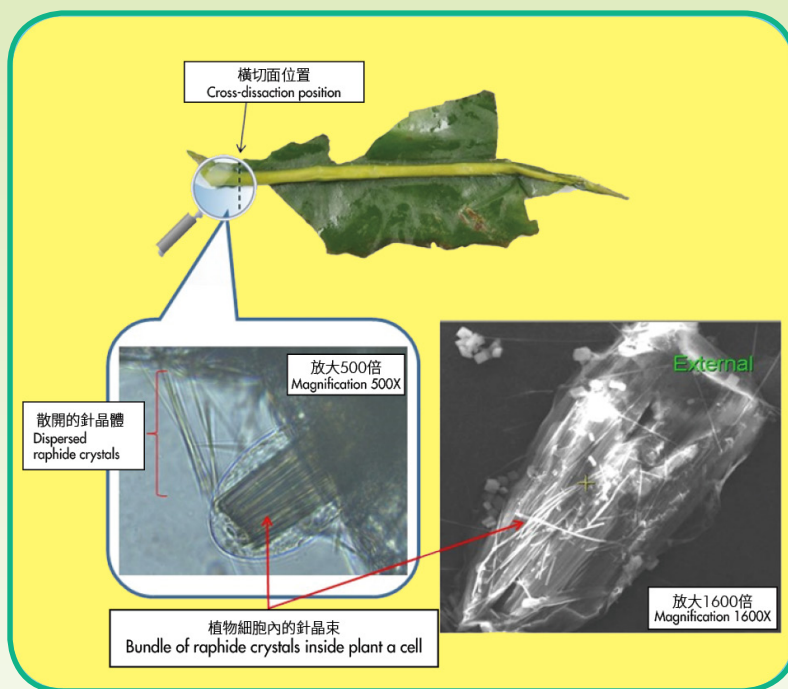 橫切面位置
Cross-dissaction position
放大500倍
Magnification 500X
散開的針晶體
Dispersed
raphide crystals
External
放大1600倍
Magnification 1600X
植物細胞內的針晶束
Bundle of raphide crystals inside plant a cell